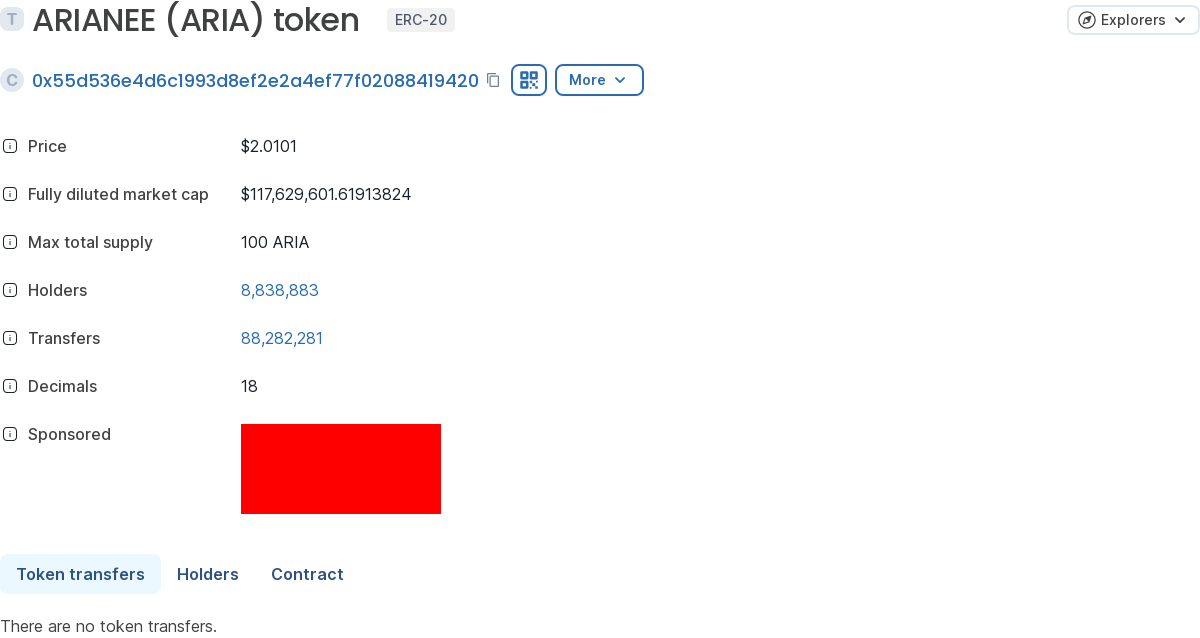 T ARIANEE (ARIA) token ERC-20 Explorers
C 0x55d536e4d6c1993d8ef2e2a4ef77f02088419420 More
Price $2.0101
Fully diluted market cap $117,629,601.61913824
Max total supply 100 ARIA
Holders 8,838,883
Transfers 88,282,281
Decimals 18
Sponsored
Token transfers Holders Contract
There are no token transfers.